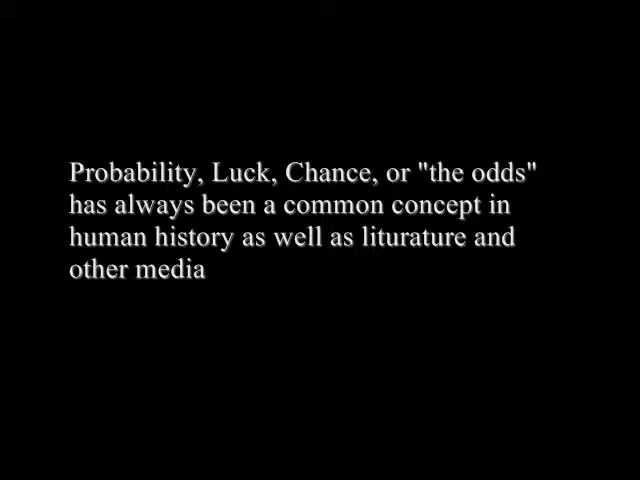 Probability, Luck, Chance, or "the odds"
has always been a common concept in
human history as well as liturature and
other media